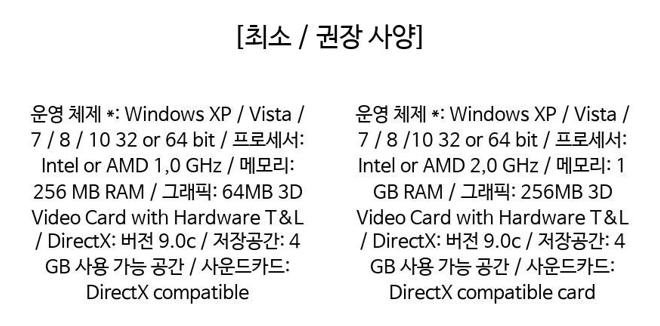 [최소 / 권장 사양]
운영 체제 *: Windows XP / Vista /
7 / 8 / 10 32 or 64 bit / 프로세서:
Intel or AMD 1,0 GHz / 메모리:
256 MB RAM / 그래픽: 64MB 3D
Video Card with Hardware T&L
/ DirectX: 버전 9.0c / 저장공간: 4
GB 사용 가능 공간 / 사운드카드:
DirectX compatible
운영 체제 *: Windows XP / Vista /
7 / 8 /10 32 or 64 bit / 프로세서:
Intel or AMD 2,0 GHz / 메모리: 1
GB RAM / 그래픽: 256MB 3D
Video Card with Hardware T&L
/ DirectX: 버전 9.0c / 저장공간: 4
GB 사용 가능 공간 / 사운드카드:
DirectX compatible card